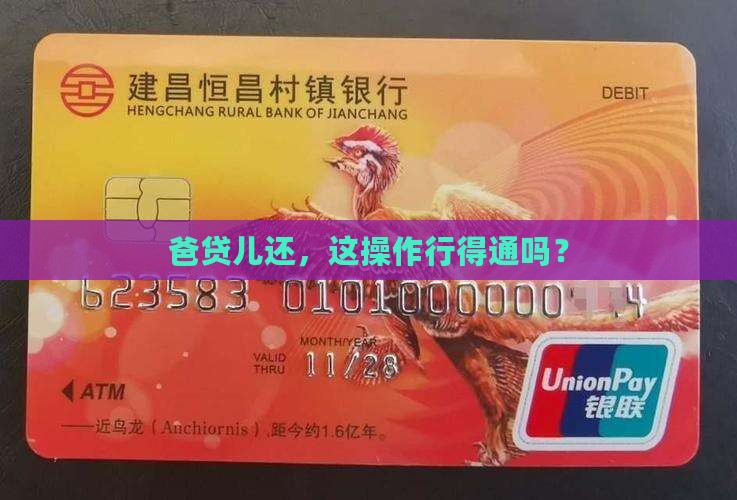 建昌恒昌村镇银行
HENGCHANG RURAL BANK OF JIANCHANG
DEBIT
爸贷儿还，这操作行得通吗？
623583 0101000000 4
MONTH/YEAR
VALID THRU 11/28
ATM
UnionPay
银联
——近鸟龙（Anchiornis）,距今约1.6亿年。